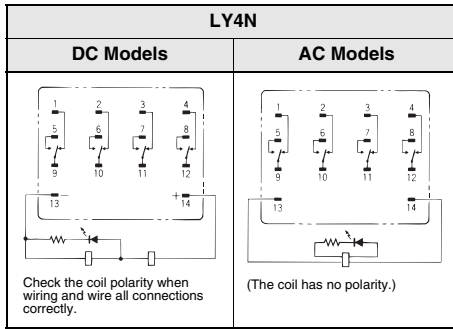 LY4N
DC Models
AC Models
1 2 3 4
5 6 7 8
9 10 11 12
13 − + 14
Check the coil polarity when
wiring and wire all connections
correctly.
1 2 3 4
5 6 7 8
9 10 11 12
13 14
(The coil has no polarity.)